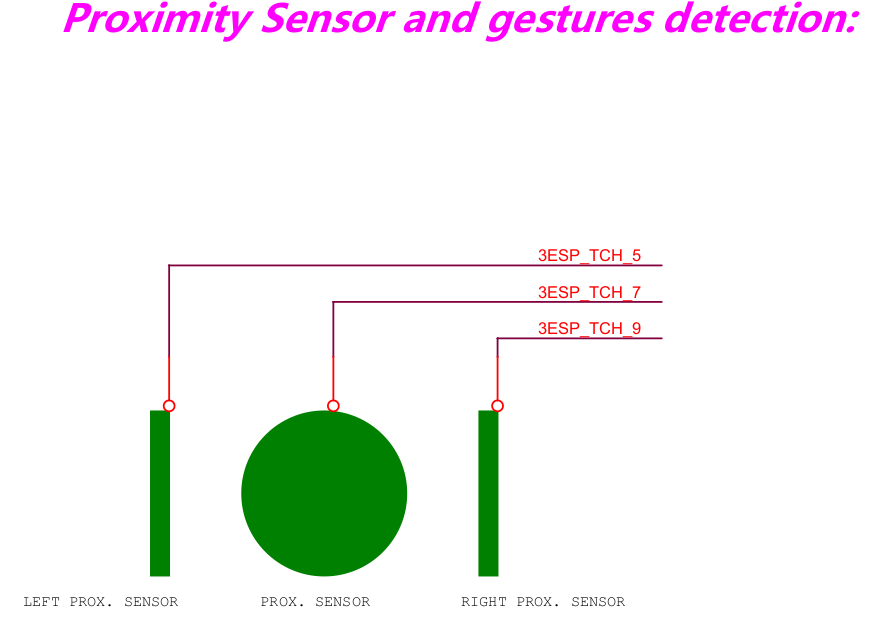 Proximity Sensor and gestures detection:
3ESP_TCH_5
3ESP_TCH_7
3ESP_TCH_9
LEFT PROX. SENSOR PROX. SENSOR RIGHT PROX. SENSOR